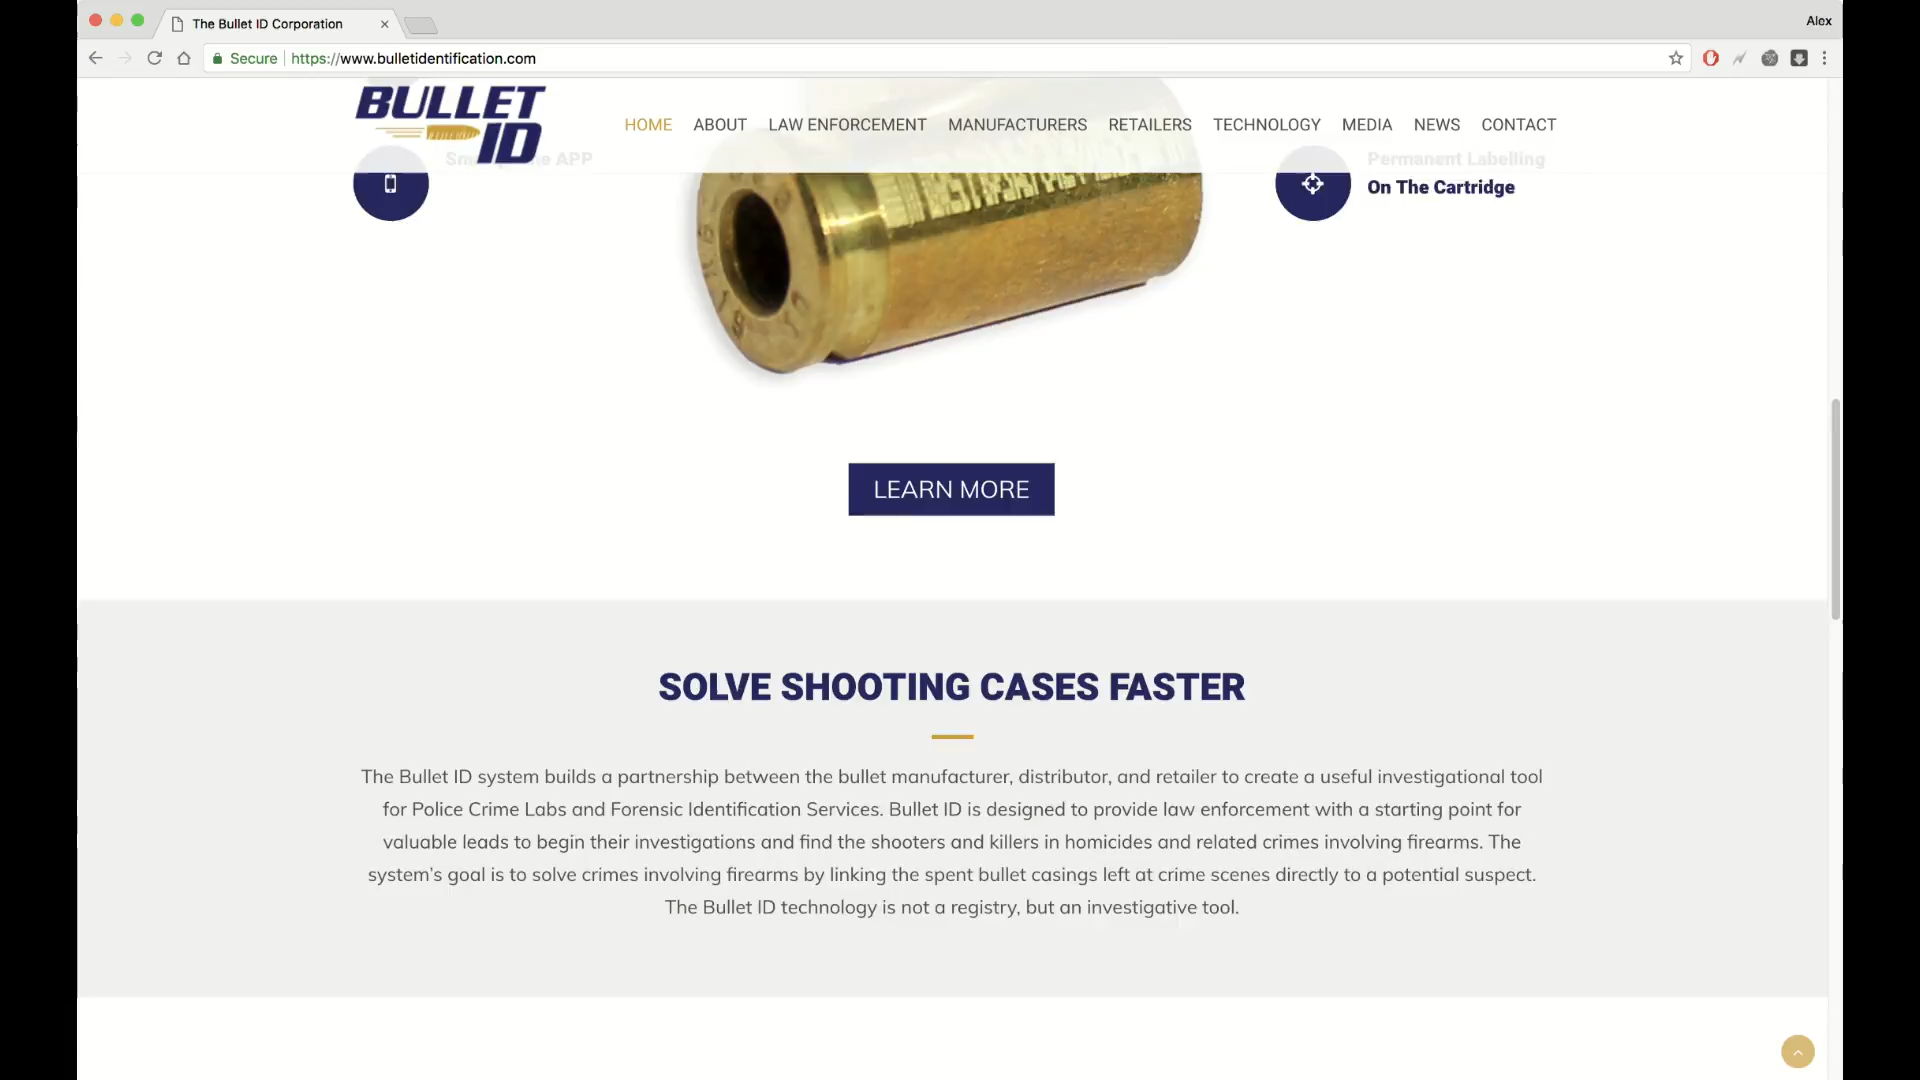 The Bullet ID Corporation
Alex
Secure https://www.bulletidentification.com
BULLET
ID
HOME ABOUT LAW ENFORCEMENT MANUFACTURERS RETAILERS TECHNOLOGY MEDIA NEWS CONTACT
APP
Permanent Labelling
On The Cartridge
LEARN MORE
SOLVE SHOOTING CASES FASTER
The Bullet ID system builds a partnership between the bullet manufacturer, distributor, and retailer to create a useful investigational tool
for Police Crime Labs and Forensic Identification Services. Bullet ID is designed to provide law enforcement with a starting point for
valuable leads to begin their investigations and find the shooters and killers in homicides and related crimes involving firearms. The
system's goal is to solve crimes involving firearms by linking the spent bullet casings left at crime scenes directly to a potential suspect.
The Bullet ID technology is not a registry, but an investigative tool.